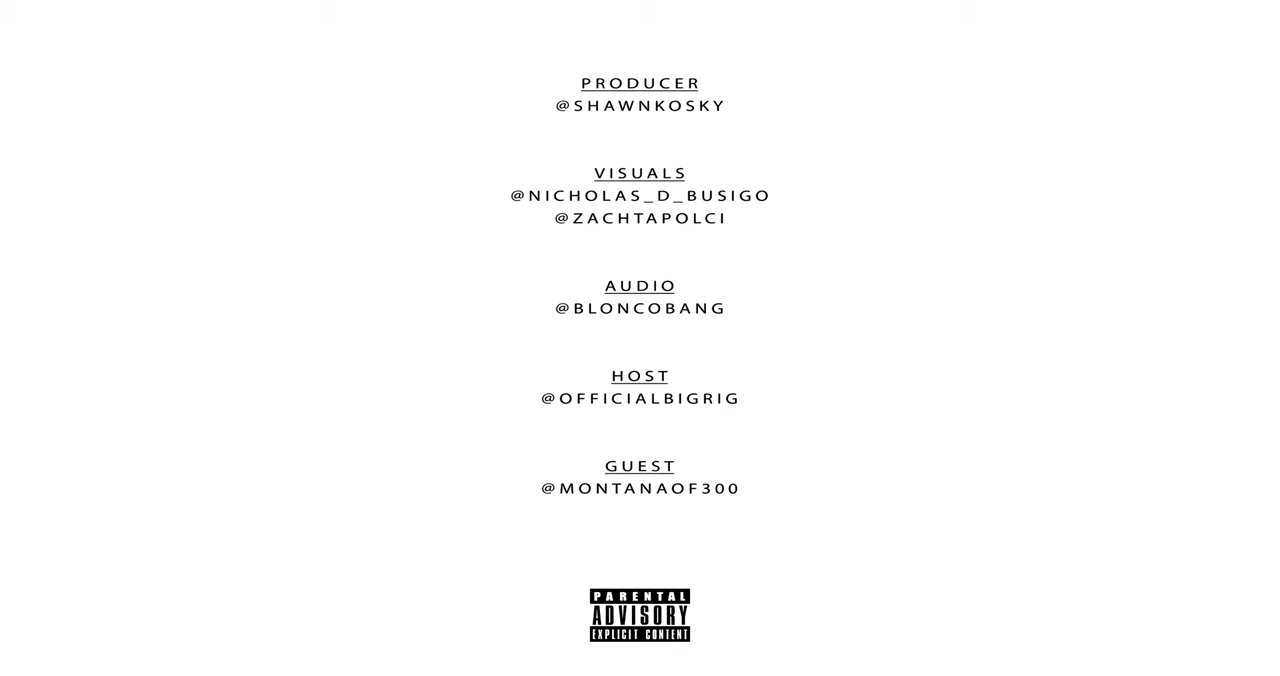 PRODUCER
@SHAWNKOSKY
VISUALS
@NICHOLAS_D_BUSIGO
@ZACHTAPOLCI
AUDIO
@BLONCOBANG
HOST
@OFFICIALBIGRIG
GUEST
@MONTANAOF300
PARENTAL
ADVISORY
EXPLICIT CONTENT